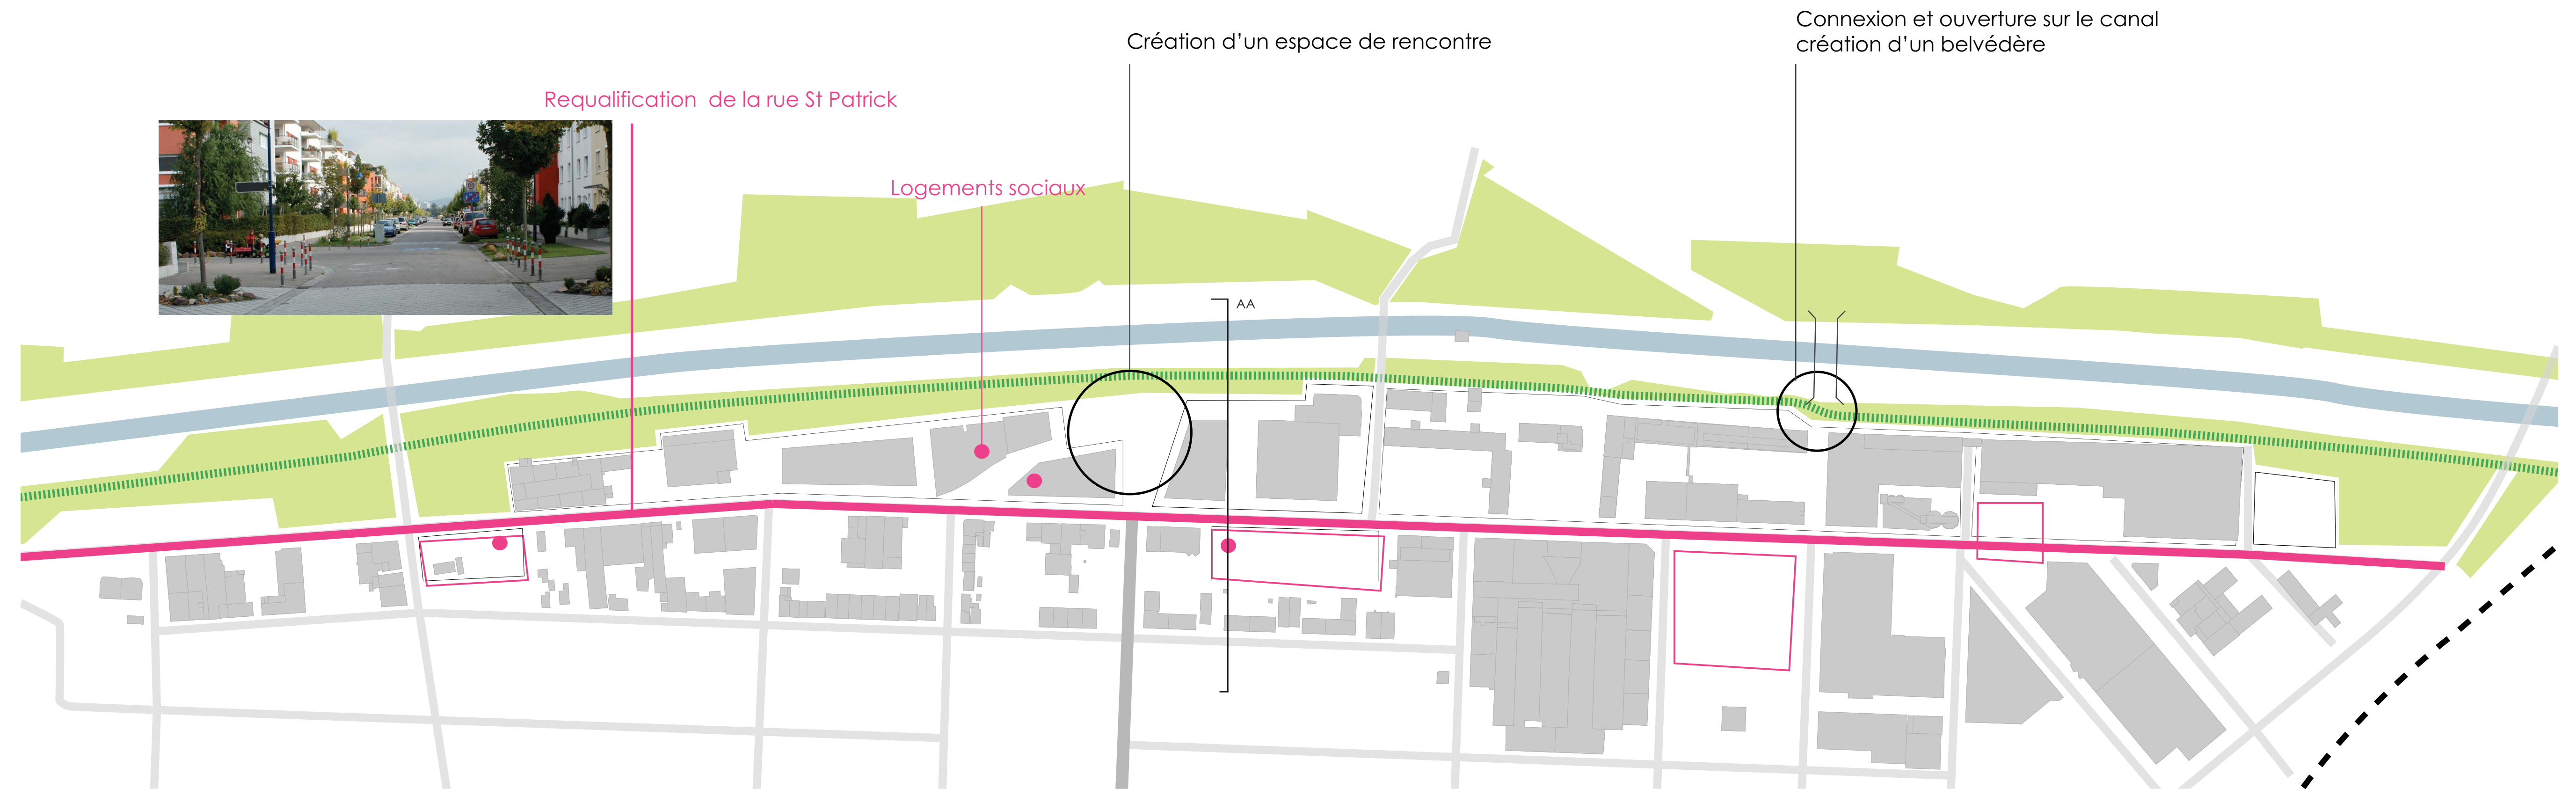 Connexion et ouverture sur le canal
création d'un belvédère
Création d'un espace de rencontre
Requalification  de la rue St Patrick
Logements sociaux
AA